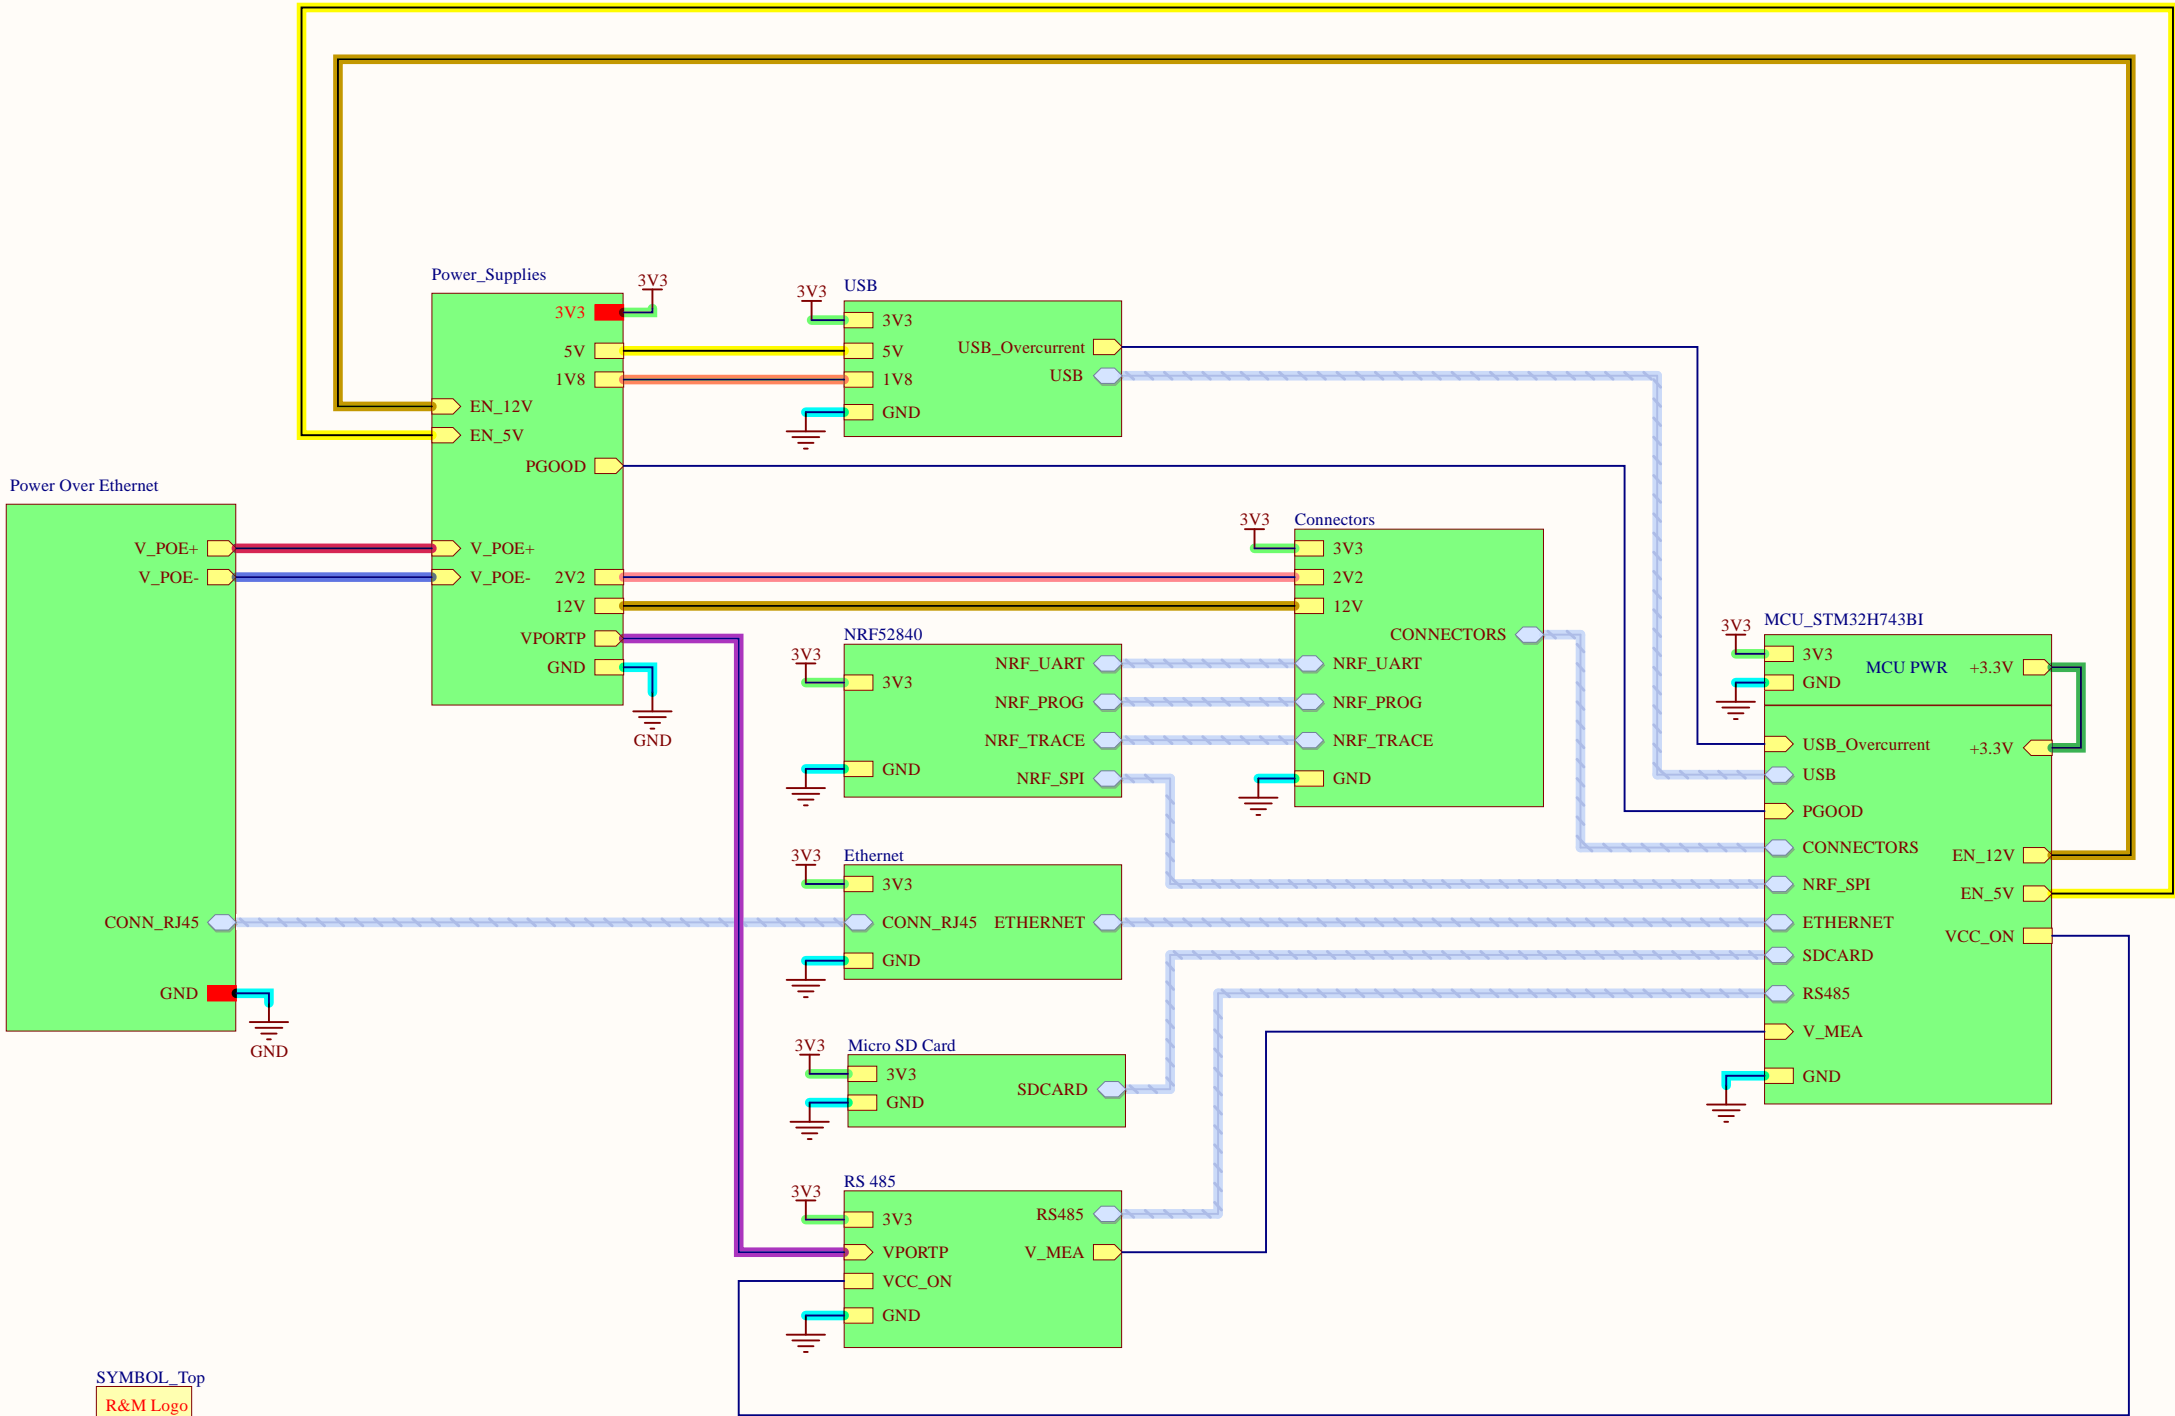 Power_Supplies
3V3
3V3
5V
1V8
EN_12V
EN_5V
PGOOD
V_POE+
V_POE-
2V2
12V
VPORTP
GND
GND
USB
3V3
3V3
5V
1V8
GND
USB_Overcurrent
USB
Power Over Ethernet
V_POE+
V_POE-
CONN_RJ45
GND
GND
Connectors
3V3
3V3
2V2
12V
CONNECTORS
NRF_UART
NRF_PROG
NRF_TRACE
GND
NRF52840
3V3
3V3
GND
NRF_UART
NRF_PROG
NRF_TRACE
NRF_SPI
MCU_STM32H743BI
3V3
3V3
GND
MCU PWR
+3.3V
USB_Overcurrent
USB
PGOOD
CONNECTORS
NRF_SPI
ETHERNET
SDCARD
RS485
V_MEA
GND
+3.3V
EN_12V
EN_5V
VCC_ON
Ethernet
3V3
3V3
CONN_RJ45
ETHERNET
GND
Micro SD Card
3V3
3V3
GND
SDCARD
RS 485
3V3
3V3
VPORTP
VCC_ON
GND
RS485
V_MEA
SYMBOL_Top
R&M Logo